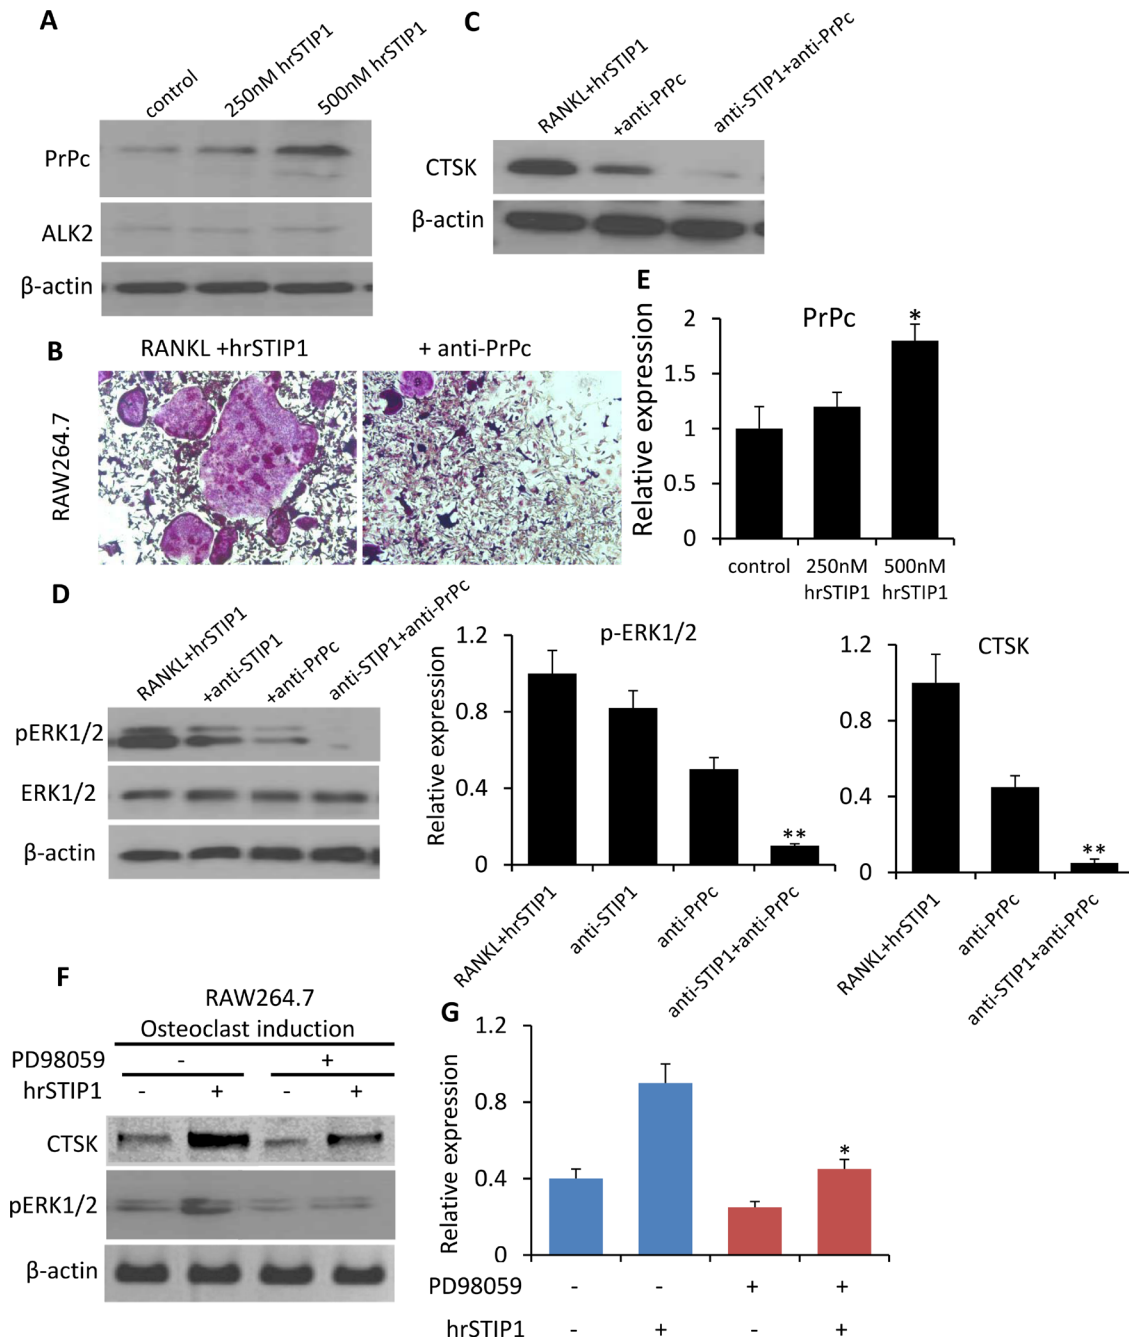 A
control
250nM hrSTIP1
500nM hrSTIP1
PrPc
ALK2
β-actin
C
RANKL+hrSTIP1
+anti-PrPc
anti-STIP1+anti-PrPc
CTSK
β-actin
B
RANKL +hrSTIP1
+ anti-PrPc
RAW264.7
E
PrPc
Relative expression
2
1.5
1
0.5
0
*
control
250nM
hrSTIP1
500nM
hrSTIP1
D
RANKL+hrSTIP1
+anti-STIP1
+anti-PrPc
anti-STIP1+anti-PrPc
pERK1/2
ERK1/2
β-actin
p-ERK1/2
Relative expression
1.2
0.8
0.4
0
**
RANKL+hrSTIP1
anti-STIP1
anti-PrPc
anti-STIP1+anti-PrPc
CTSK
1.2
0.8
0.4
0
**
RANKL+hrSTIP1
anti-PrPc
anti-STIP1+anti-PrPc
F
RAW264.7
Osteoclast induction
PD98059 - +
hrSTIP1 - + - +
CTSK
pERK1/2
β-actin
G
Relative expression
1.2
0.8
0.4
0
*
PD98059 - - + +
hrSTIP1 - + - +